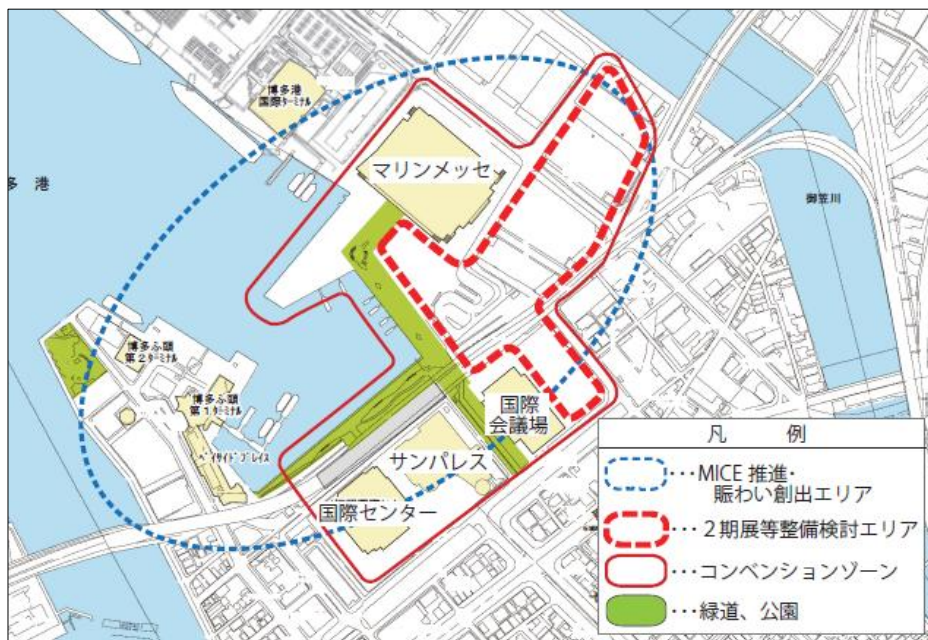 博多港
国際ターミナル
マリンメッセ
多 港
御笠川
博多ふ頭
第2ターミナル
博多ふ頭
第1ターミナル
ベイサイドプレイス
国際
会議場
サンパレス
国際センター
凡 例
・・・MICE 推進・
賑わい創出エリア
・・・2期展等整備検討エリア
・・・コンベンションゾーン
・・・緑道、公園